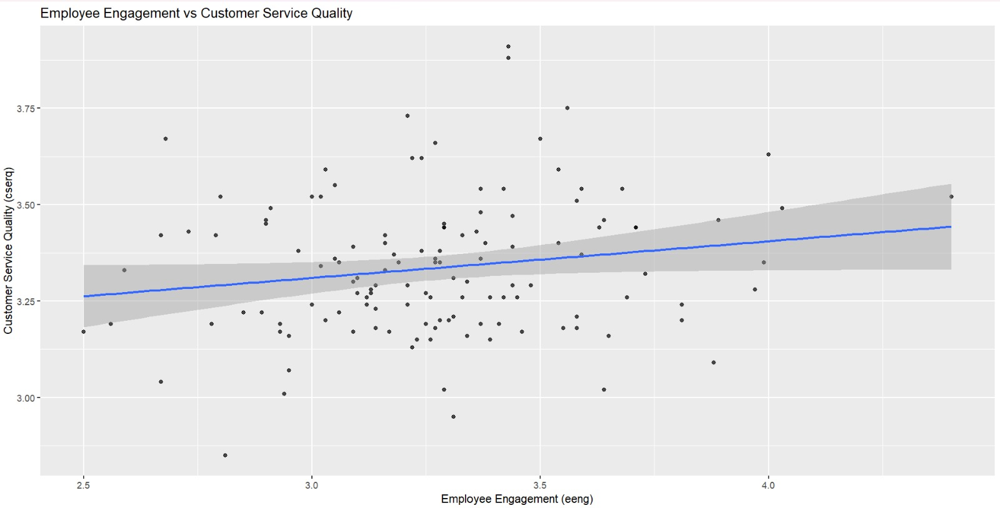 Employee Engagement vs Customer Service Quality
Customer Service Quality (cserq)
3.75
3.50
3.25
3.00
2.5 3.0 3.5 4.0
Employee Engagement (eeng)